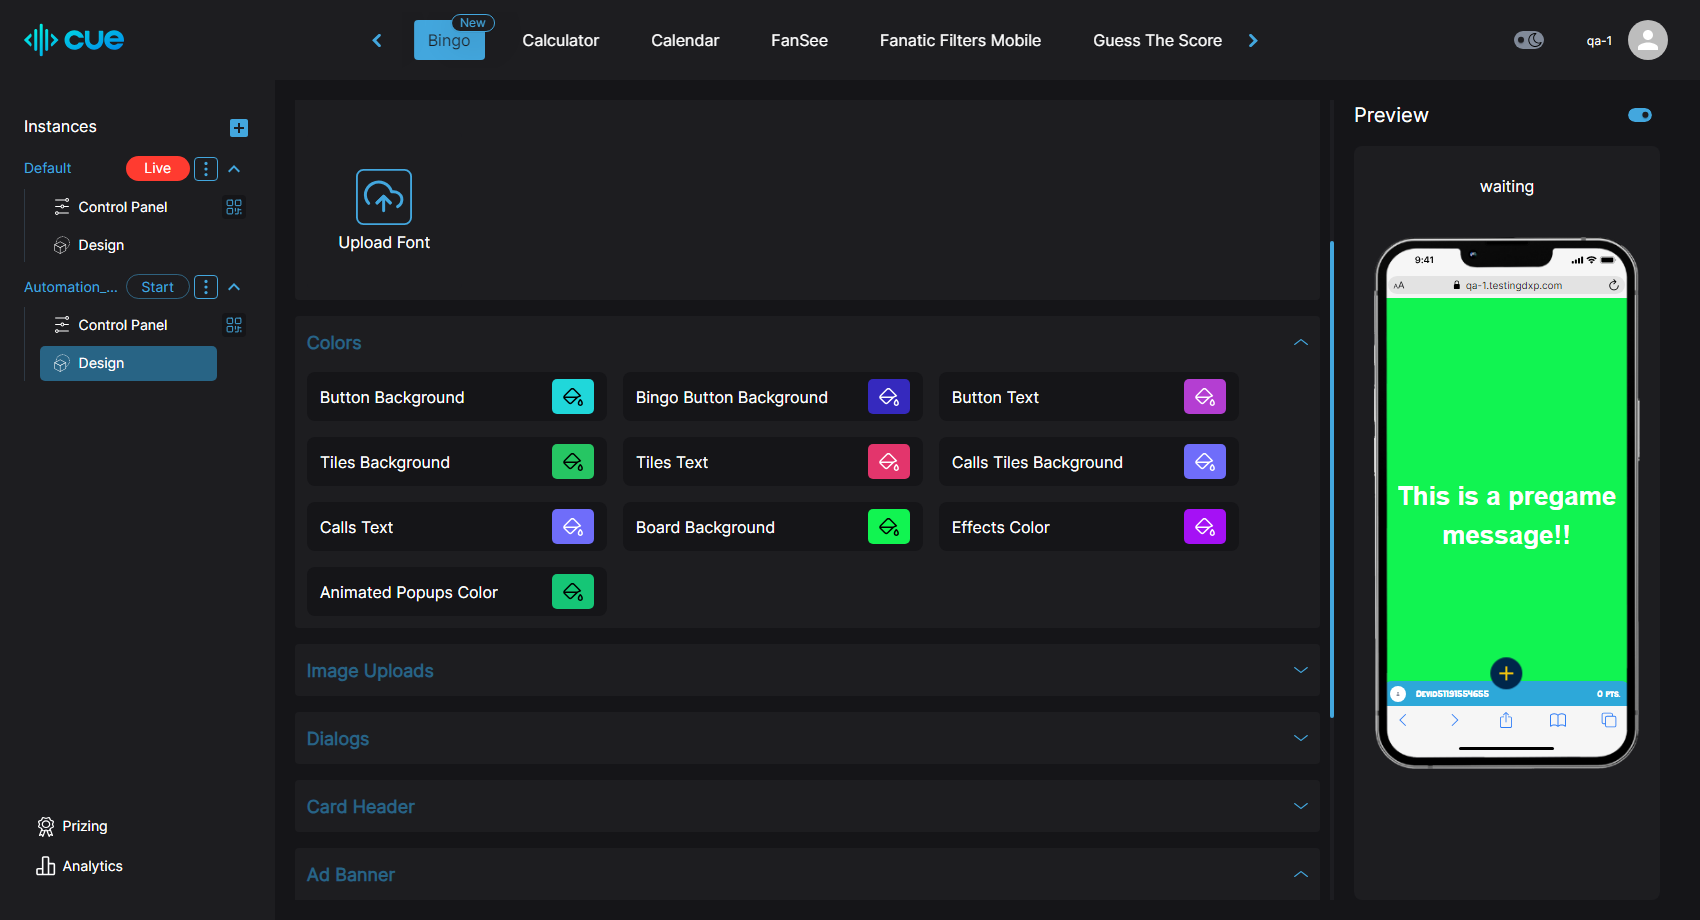 cue
Bingo
New
Calculator
Calendar
FanSee
Fanatic Filters Mobile
Guess The Score
qa-1
Instances
Default
Live
Control Panel
Design
Automation_...
Start
Control Panel
Design
Prizing
Analytics
Upload Font
Colors
Button Background
Bingo Button Background
Button Text
Tiles Background
Tiles Text
Calls Tiles Background
Calls Text
Board Background
Effects Color
Animated Popups Color
Image Uploads
Dialogs
Card Header
Ad Banner
Preview
waiting
9:41
AA
qa-1.testingdxp.com
This is a pregame
message!!
DEVID51191554655
0 PTS.